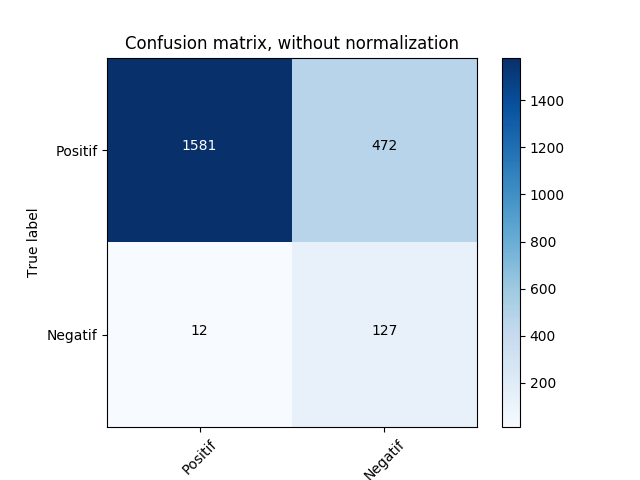 Confusion matrix, without normalization
True label
Positif
1581
472
Negatif
12
127
Positif
Negatif
1400
1200
1000
800
600
400
200